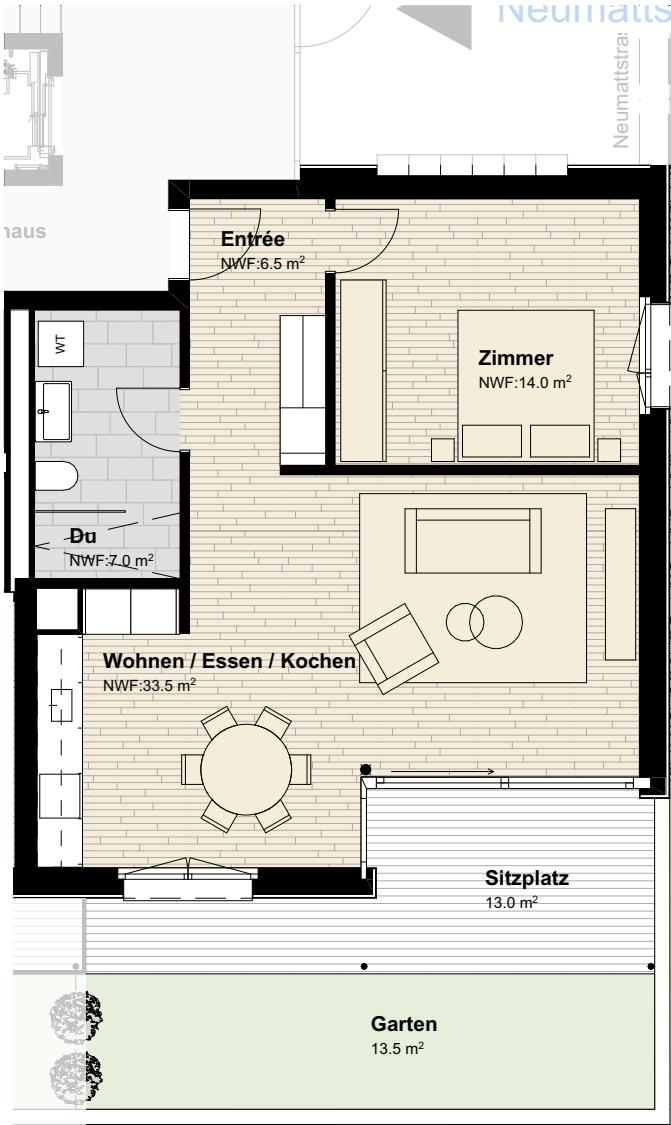 Neumatts
Neumattstra
haus
Entrée
NWF:6.5 m²
WT
Zimmer
NWF:14.0 m²
Du
NWF:7.0 m²
Wohnen / Essen / Kochen
NWF:33.5 m²
Sitzplatz
13.0 m²
Garten
13.5 m²